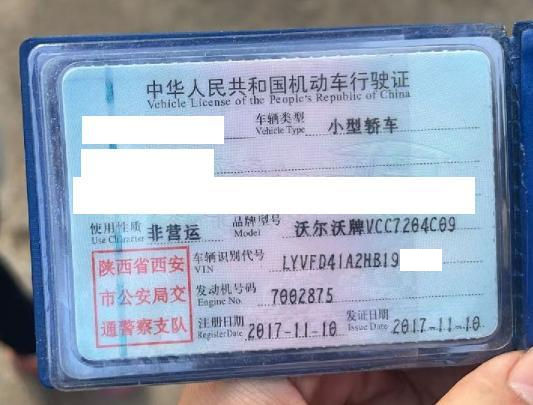 中华人民共和国机动车行驶证
Vehicle License of the People's Republic of China
车辆类型 小型轿车
Vehicle Type
使用性质 非营运 品牌型号 沃尔沃牌VCC7204C09
Use Character Model
陕西省西安 车辆识别代号 LYVFD41A2HB19
VIN
市公安局交 发动机号码 7002875
Engine No.
通警察支队 注册日期 2017-11-10 发证日期 2017-11-10
Register Date Issue Date